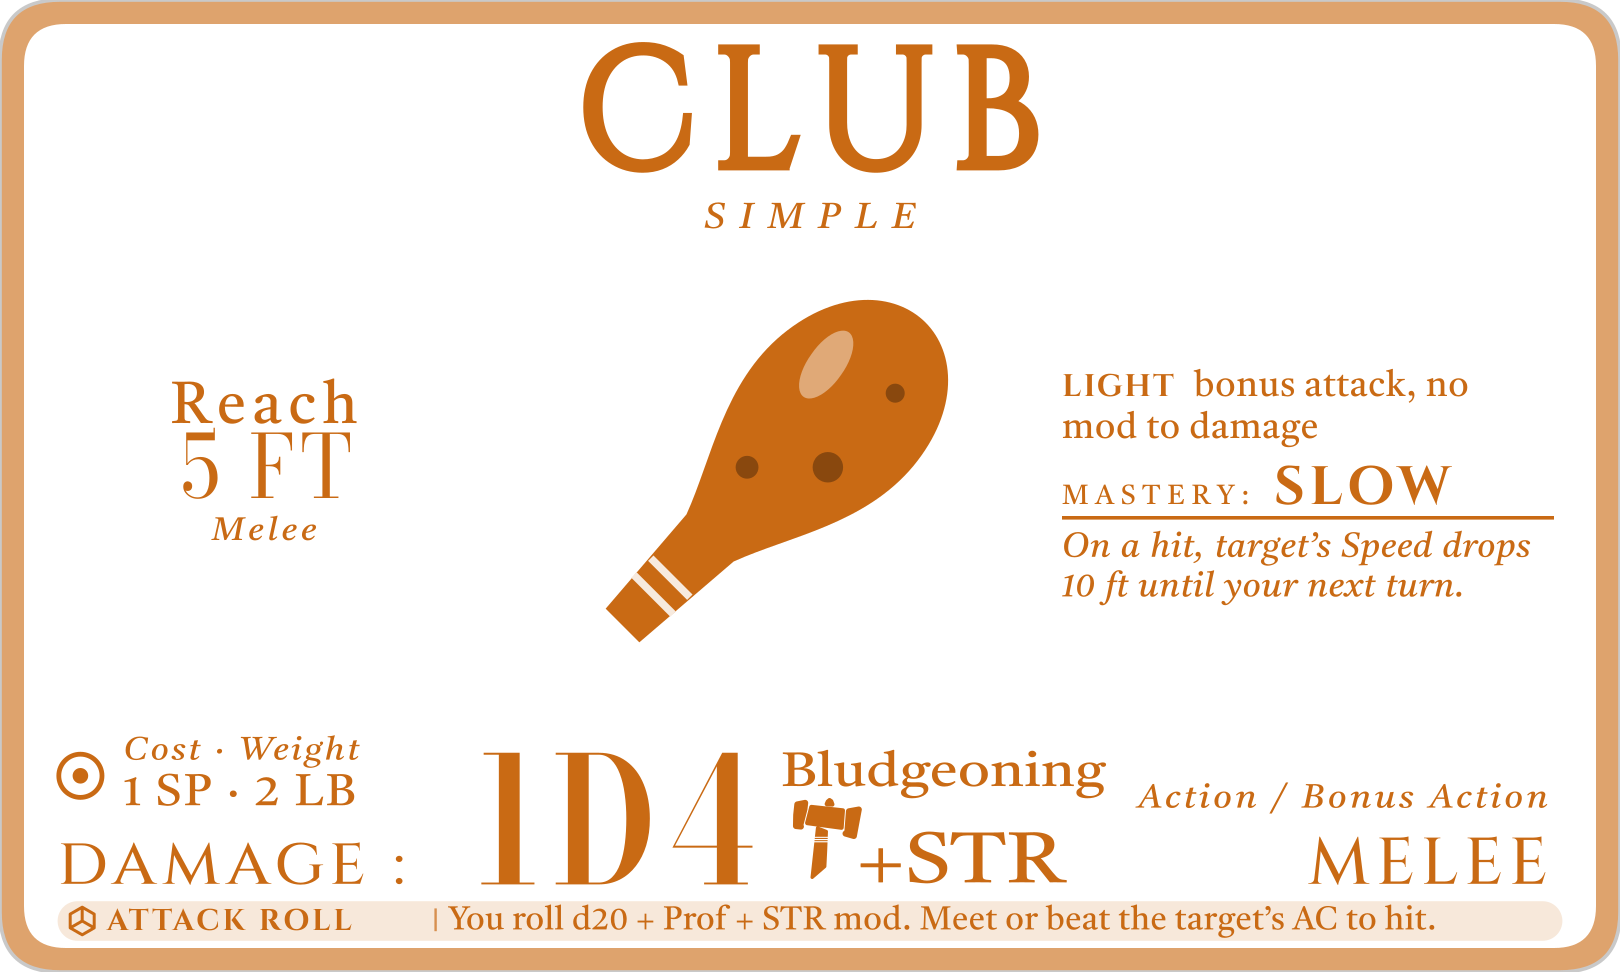 CLUB
SIMPLE
Reach
5 FT
Melee
LIGHT bonus attack, no
mod to damage
MASTERY: SLOW
On a hit, target’s Speed drops
10 ft until your next turn.
Cost · Weight
1 SP · 2 LB
DAMAGE : 1D4 Bludgeoning
+STR
Action / Bonus Action
MELEE
ATTACK ROLL | You roll d20 + Prof + STR mod. Meet or beat the target’s AC to hit.